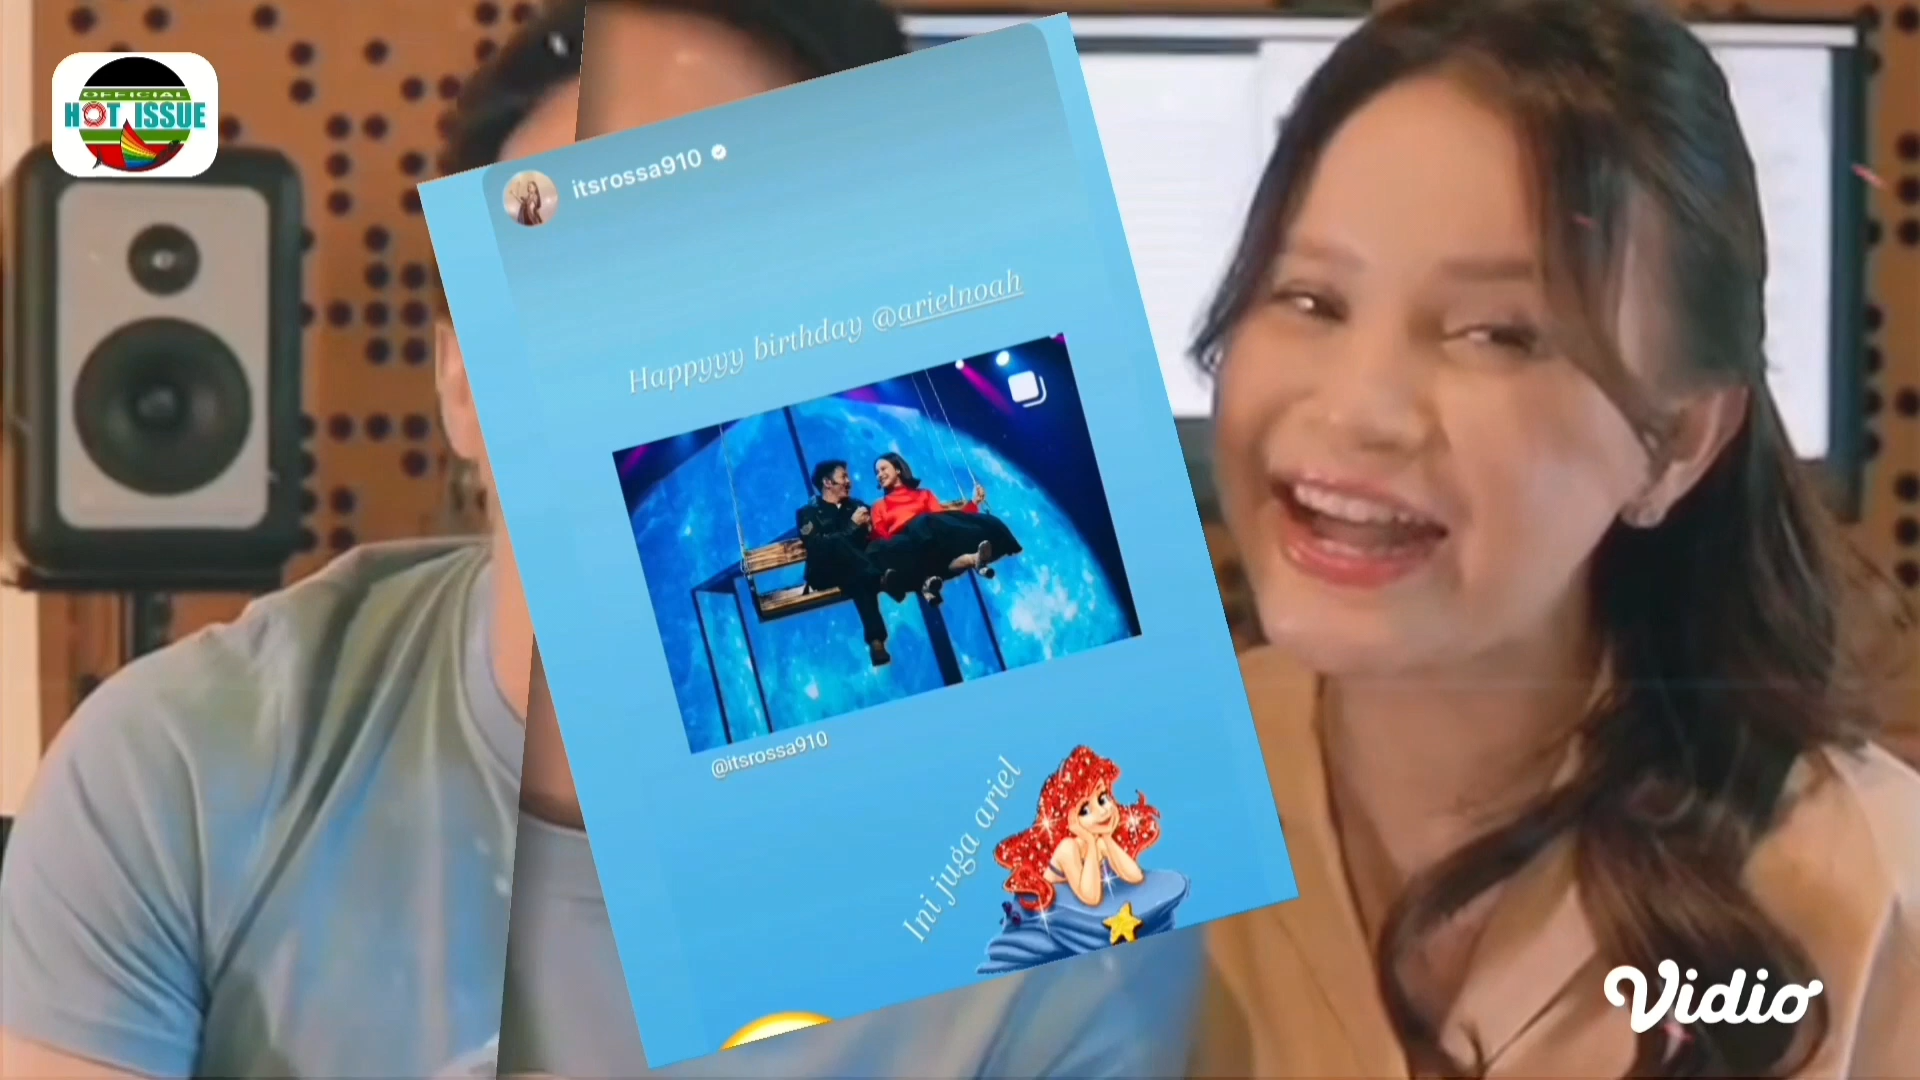 OFFICIAL
HOT ISSUE
itsrossa910
Happyyy birthday @arielnoah
@itsrossa910
Ini juga ariel
Vidio